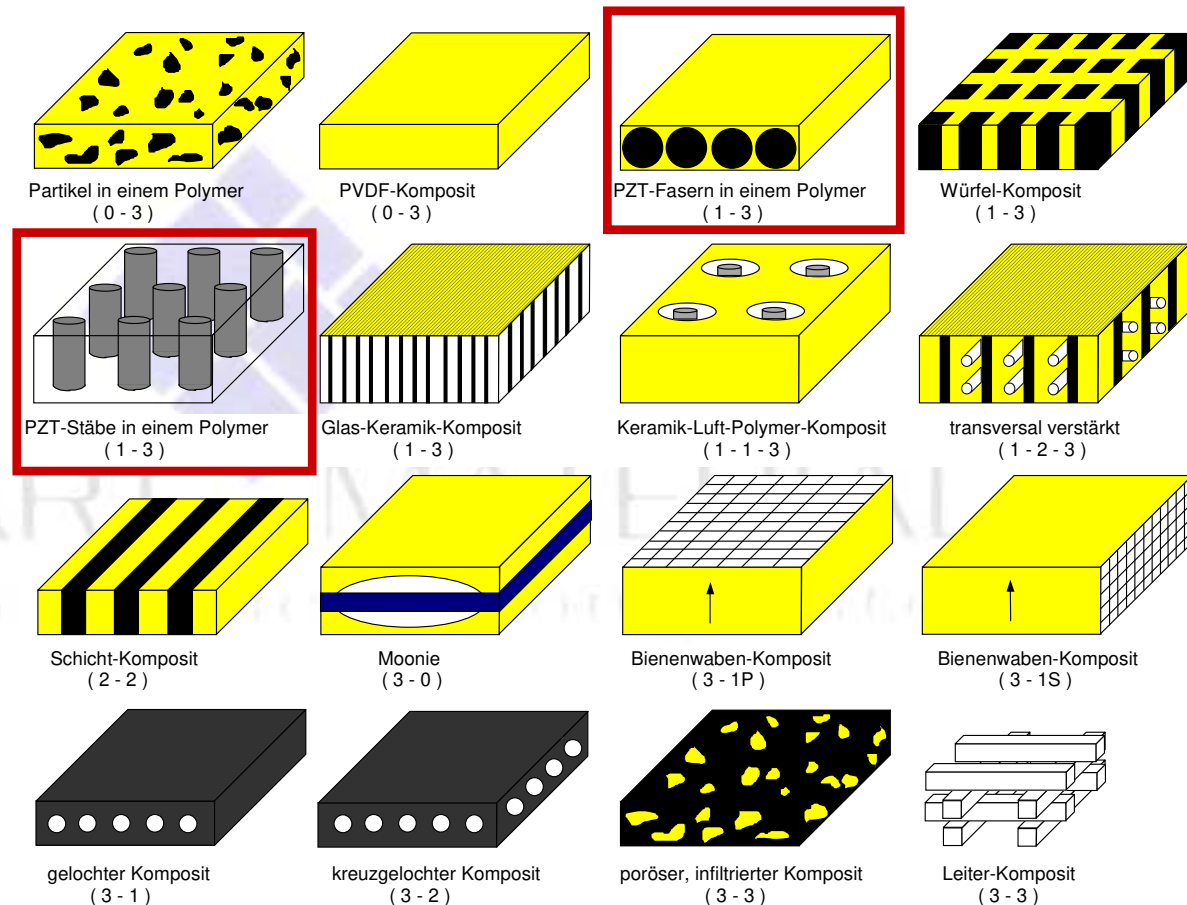 Partikel in einem Polymer
( 0 - 3 )
PVDF-Komposit
( 0 - 3 )
PZT-Fasern in einem Polymer
( 1 - 3 )
Würfel-Komposit
( 1 - 3 )
PZT-Stäbe in einem Polymer
( 1 - 3 )
Glas-Keramik-Komposit
( 1 - 3 )
Keramik-Luft-Polymer-Komposit
( 1 - 1 - 3 )
transversal verstärkt
( 1 - 2 - 3 )
Schicht-Komposit
( 2 - 2 )
Moonie
( 3 - 0 )
Bienenwaben-Komposit
( 3 - 1P )
Bienenwaben-Komposit
( 3 - 1S )
gelochter Komposit
( 3 - 1 )
kreuzgelochter Komposit
( 3 - 2 )
poröser, infiltrierter Komposit
( 3 - 3 )
Leiter-Komposit
( 3 - 3 )